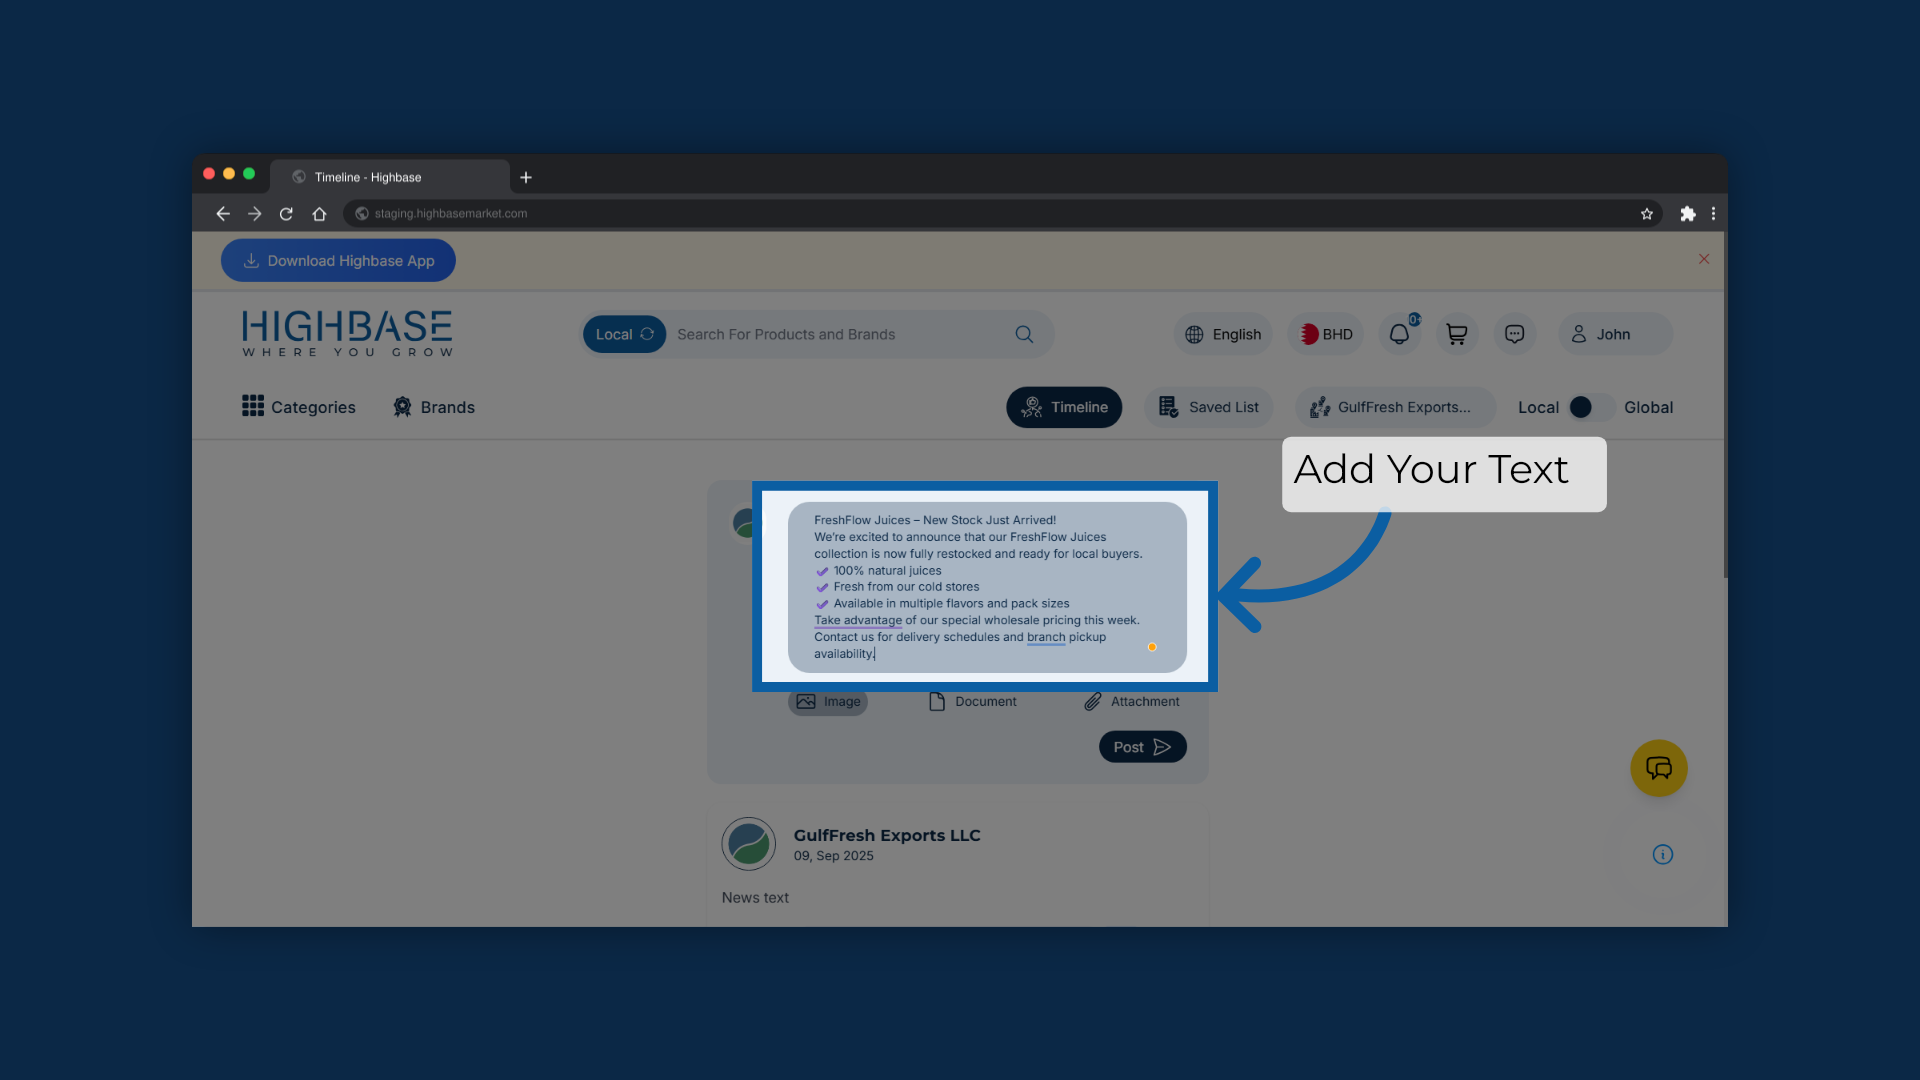 Timeline - Highbase
staging.highbasemarket.com
Download Highbase App
HIGHBASE
WHERE YOU GROW
Local
Search For Products and Brands
English
BHD
John
Categories
Brands
Timeline
Saved List
GulfFresh Exports...
Local
Global
Add Your Text
FreshFlow Juices – New Stock Just Arrived!
We're excited to announce that our FreshFlow Juices
collection is now fully restocked and ready for local buyers.
✔ 100% natural juices
✔ Fresh from our cold stores
✔ Available in multiple flavors and pack sizes
Take advantage of our special wholesale pricing this week.
Contact us for delivery schedules and branch pickup
availability.
Image
Document
Attachment
Post
GulfFresh Exports LLC
09, Sep 2025
News text